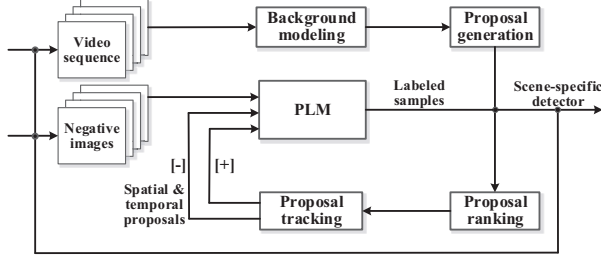 Video
sequence
Background
modeling
Proposal
generation
Negative
images
PLM
Labeled
samples
Scene-specific
detector
[-]
[+]
Spatial &
temporal
proposals
Proposal
tracking
Proposal
ranking